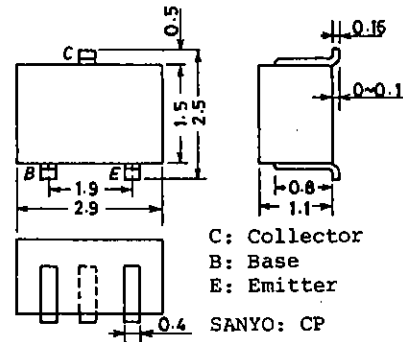 C
0.5
0.16
1.5
2.5
0~0.1
B
E
1.9
2.9
0.8
1.1
C: Collector
B: Base
E: Emitter
0.4
SANYO: CP